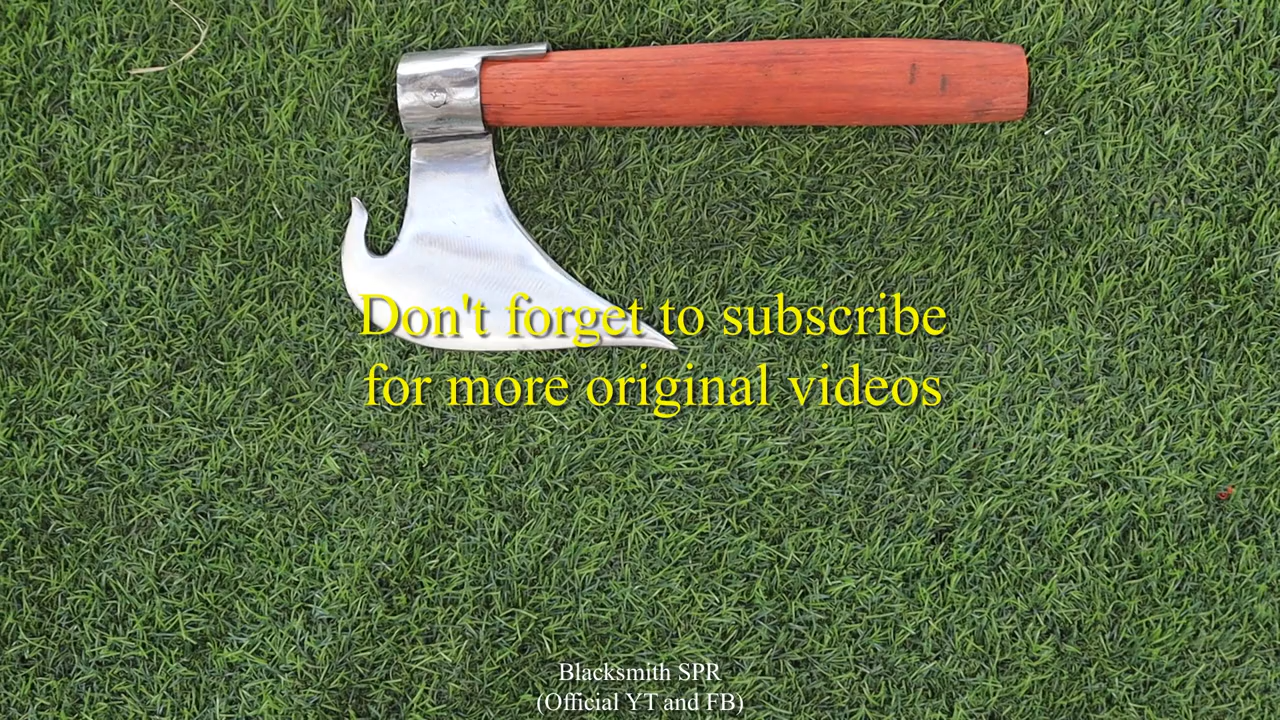 Don't forget to subscribe
for more original videos
Blacksmith SPR
(Official YT and FB)